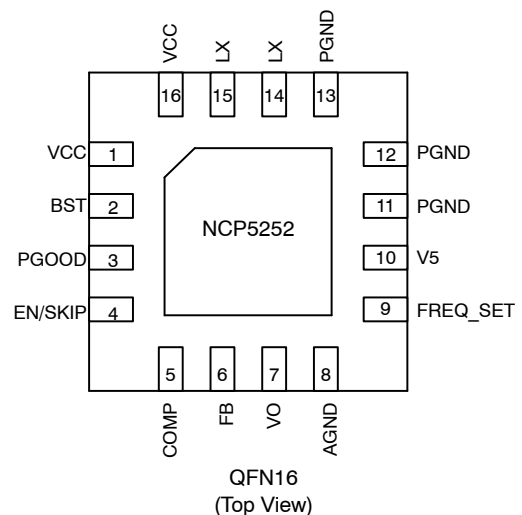 VCC
LX
LX
PGND
16
15
14
13
VCC 1
12 PGND
BST 2
11 PGND
NCP5252
PGOOD 3
10 V5
EN/SKIP 4
9 FREQ_SET
5
6
7
8
COMP
FB
VO
AGND
QFN16
(Top View)